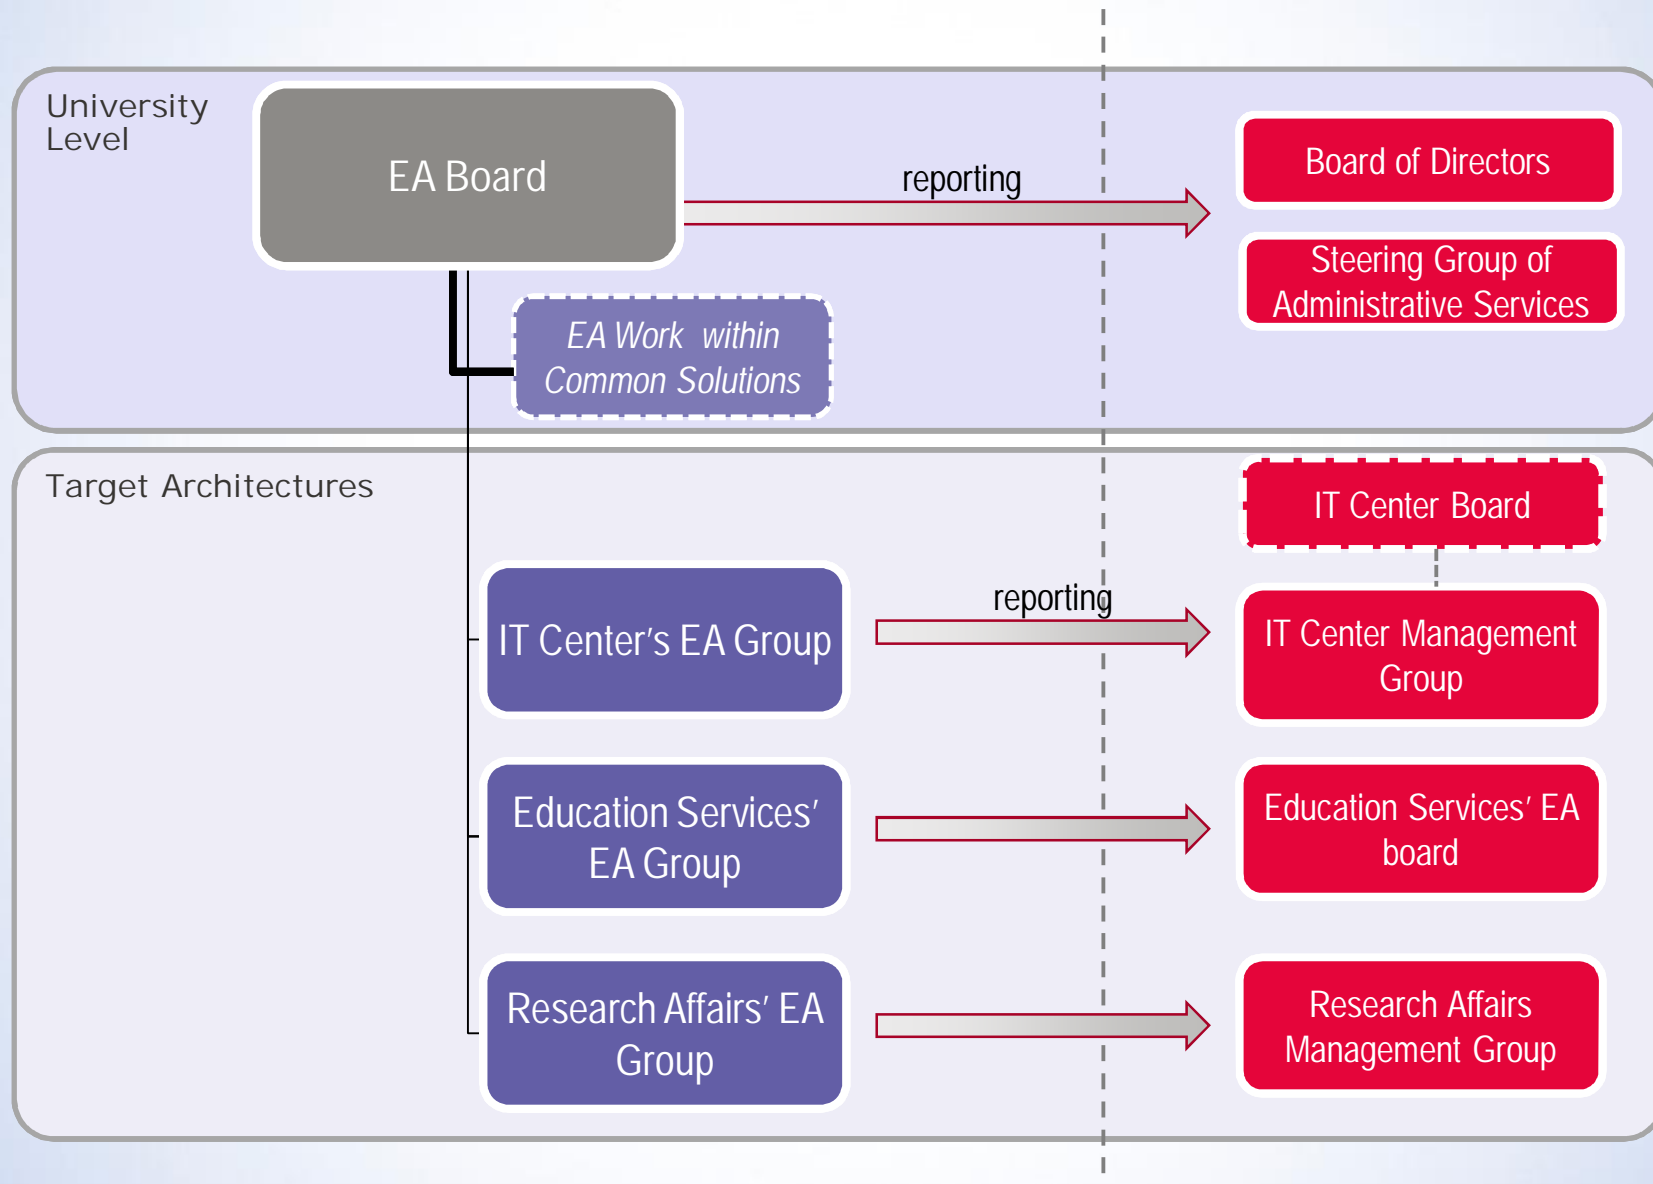 University
Level
EA Board
reporting
Board of Directors
Steering Group of
Administrative Services
EA Work within
Common Solutions
Target Architectures
IT Center Board
IT Center's EA Group
reporting
IT Center Management
Group
Education Services'
EA Group
Education Services' EA
board
Research Affairs' EA
Group
Research Affairs
Management Group